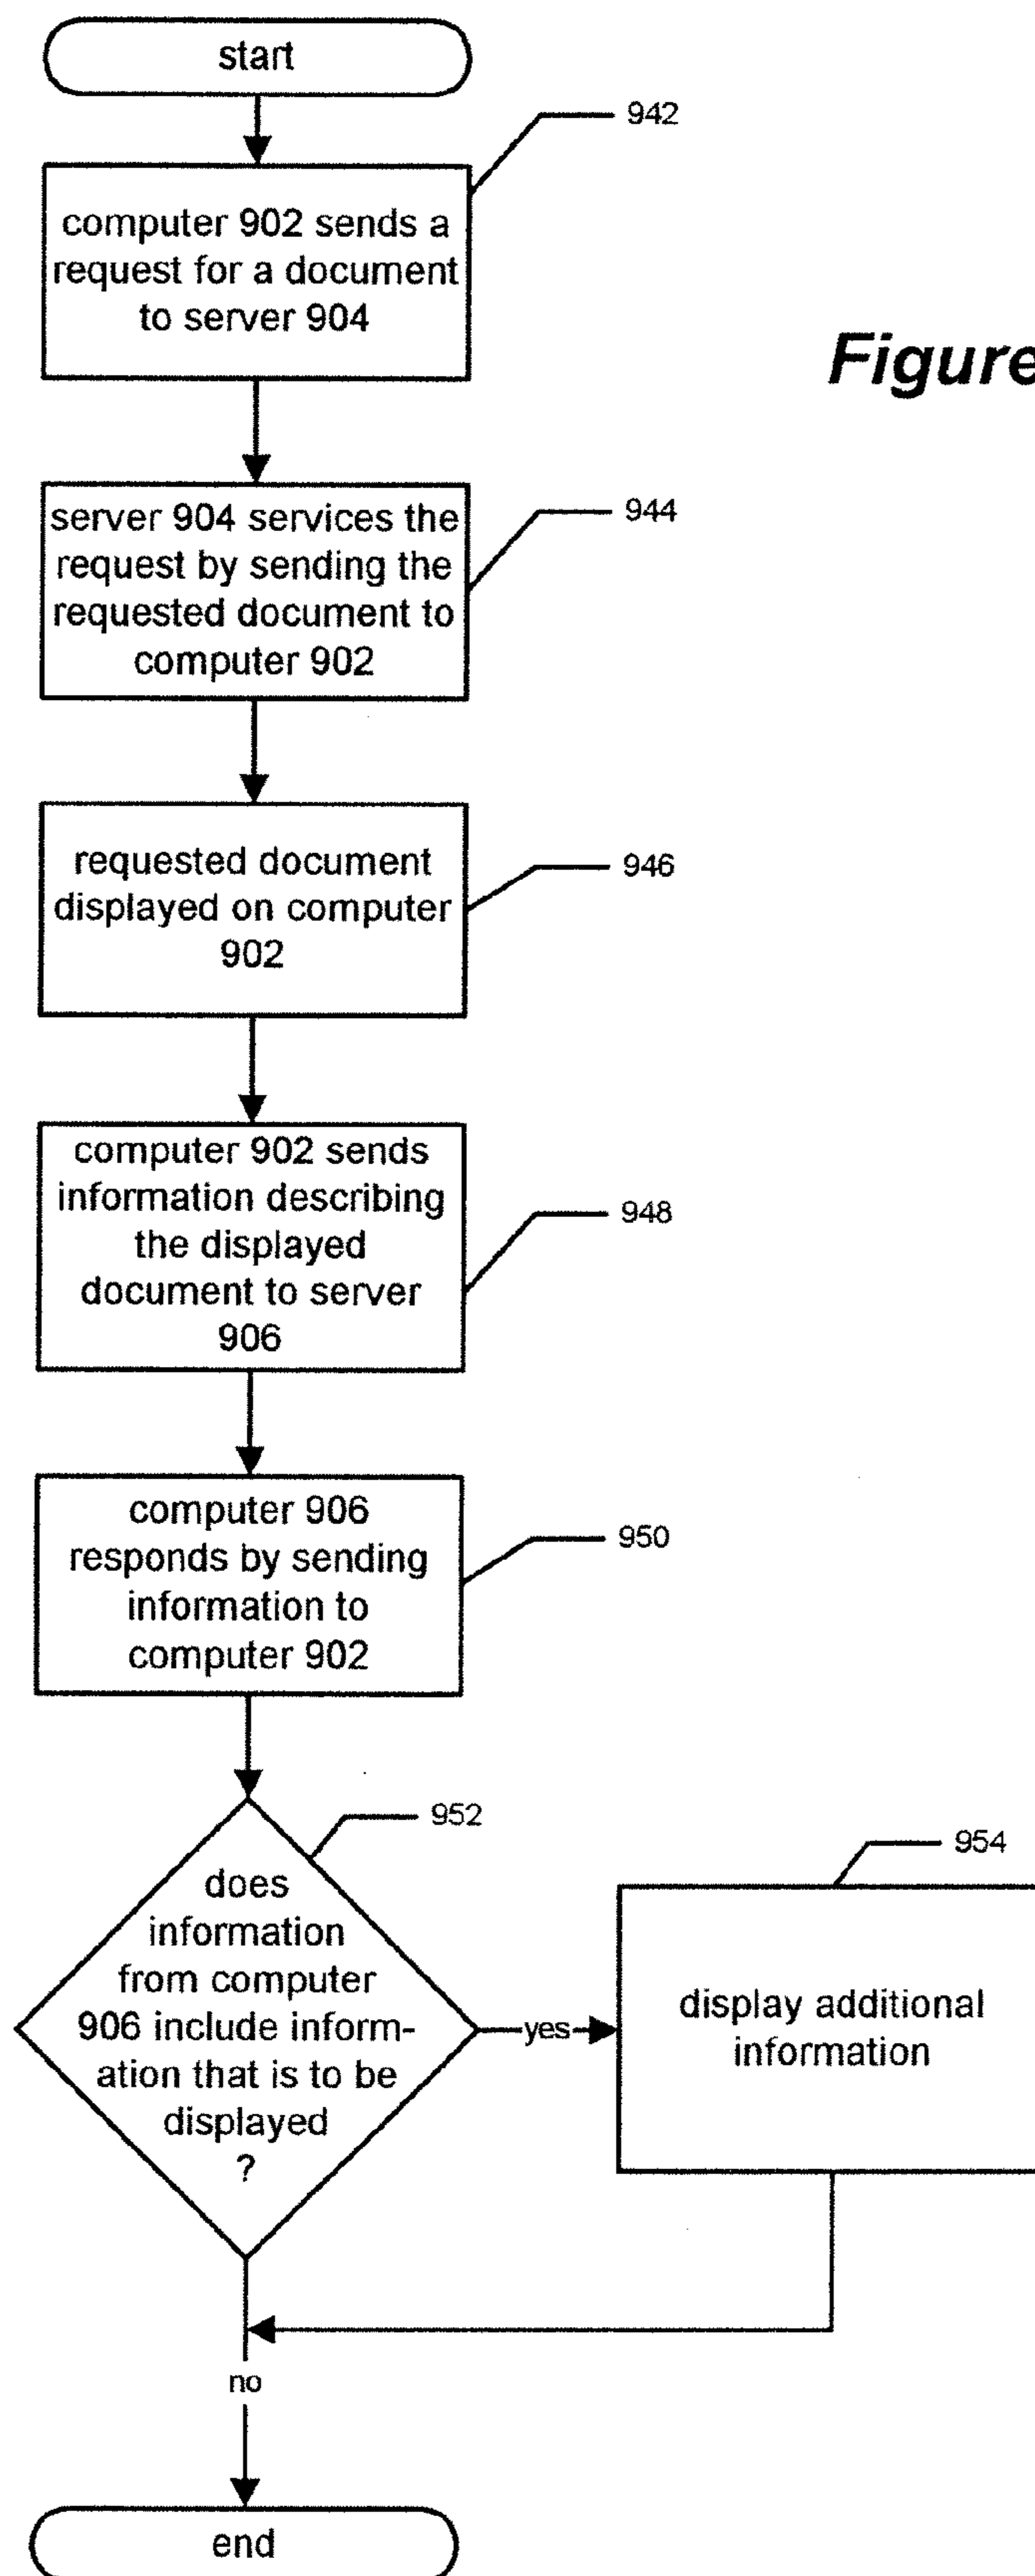 start
942
computer 902 sends a
request for a document
to server 904
Figure
server 904 services the
request by sending the
requested document to
computer 902
944
requested document
displayed on computer
902
946
computer 902 sends
information describing
the displayed
document to server
906
948
computer 906
responds by sending
information to
computer 902
950
952
does
information
from computer
906 include inform-
ation that is to be
displayed
?
yes
954
display additional
information
no
end